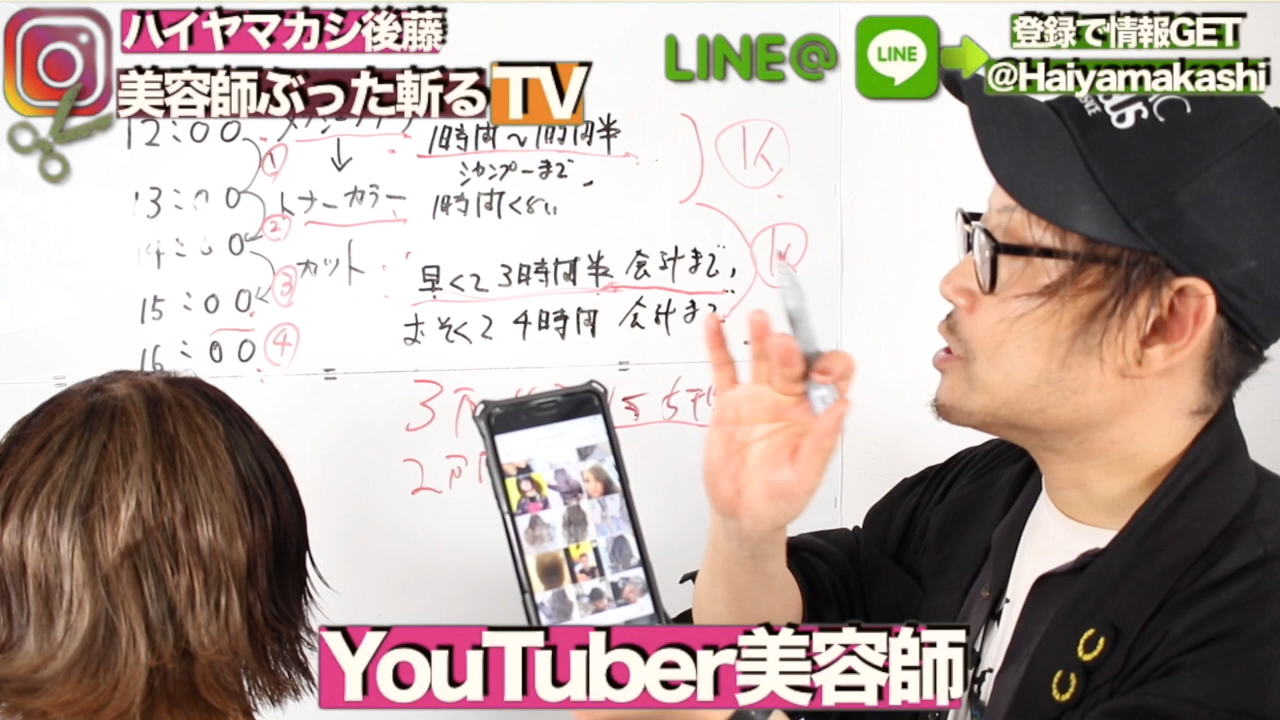 ハイヤマカシ後藤
美容師ぶった斬るTV
LINE@
LINE
登録で情報GET
@Haiyamakashi
12:00
1時間〜1時間半
シャンプーまで
①
13:00
トナーカラー
1時間くらい
②
14:00
カット
早くて3時間半 会計まで
③
15:00
おそくて 4時間 会計まで
16:00
④
1K
YouTuber美容師